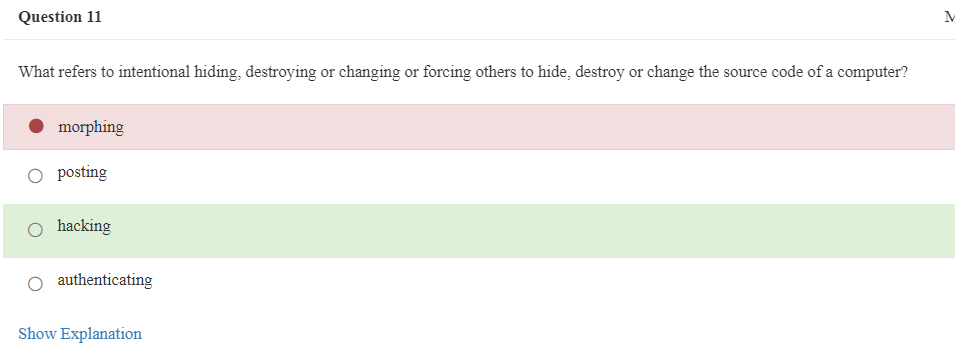 Question 11
What refers to intentional hiding, destroying or changing or forcing others to hide, destroy or change the source code of a computer?
morphing
posting
hacking
authenticating
Show Explanation